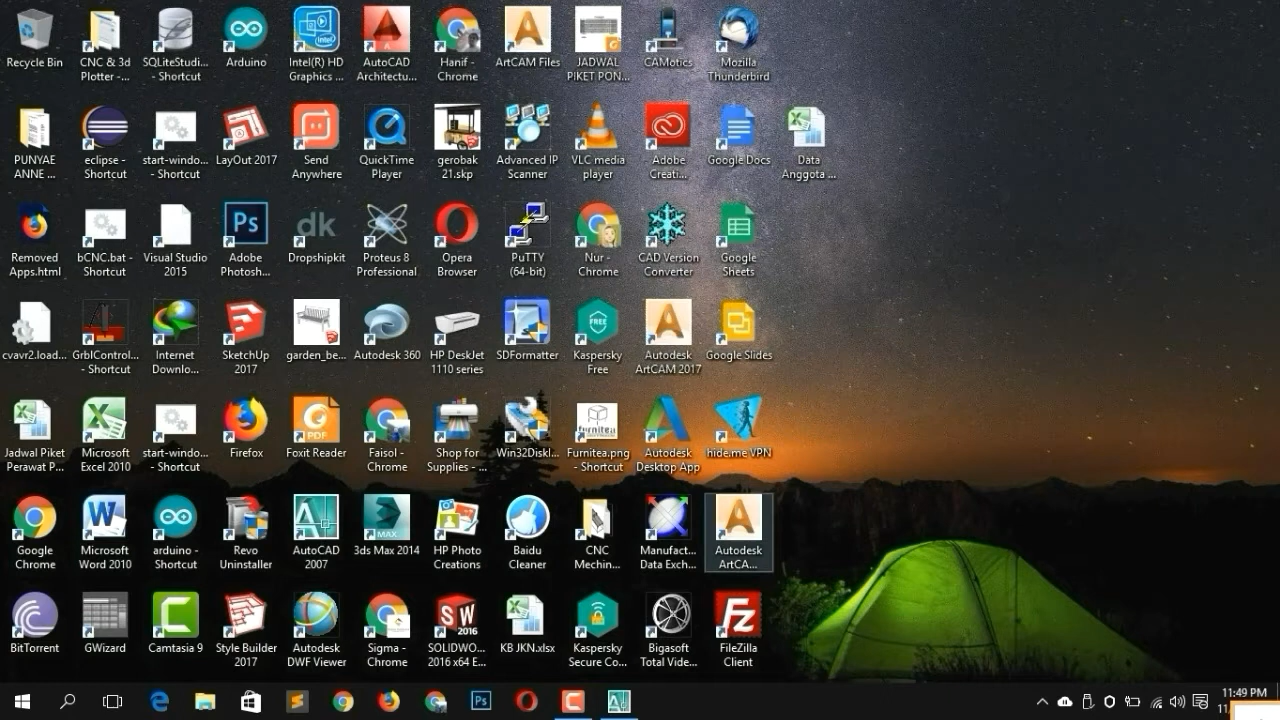 Recycle Bin
CNC & 3d
Plotter -...
SQLiteStudi...
- Shortcut
Arduino
Intel(R) HD
Graphics ...
AutoCAD
Architectu...
Hanif -
Chrome
ArtCAM Files
JADWAL
PIKET PON...
CAMotics
Mozilla
Thunderbird
PUNYAE
ANNE ...
eclipse -
Shortcut
start-windo...
- Shortcut
LayOut 2017
Send
Anywhere
QuickTime
Player
gerobak
21.skp
Advanced IP
Scanner
VLC media
player
Adobe
Creati...
Google Docs
Data
Anggota ...
Removed
Apps.html
bCNC.bat -
Shortcut
Visual Studio
2015
Ps
Adobe
Photosh...
dk
Dropshipkit
Proteus 8
Professional
Opera
Browser
PuTTY
(64-bit)
Nur -
Chrome
CAD Version
Converter
Google
Sheets
cvavr2.load...
GrblControl...
- Shortcut
Internet
Downlo...
SketchUp
2017
garden_be...
Autodesk 360
HP DeskJet
1110 series
SDFormatter
FREE
Kaspersky
Free
Autodesk
ArtCAM 2017
Google Slides
Jadwal Piket
Perawat P...
Microsoft
Excel 2010
start-windo...
- Shortcut
Firefox
PDF
Foxit Reader
Faisol -
Chrome
Shop for
Supplies - ...
Win32DiskI...
furnitea
Furnitea.png
- Shortcut
Autodesk
Desktop App
hide.me VPN
Google
Chrome
Microsoft
Word 2010
arduino -
Shortcut
Revo
Uninstaller
AutoCAD
2007
MAX
3ds Max 2014
HP Photo
Creations
Baidu
Cleaner
CNC
Mechin...
Manufact...
Data Exch...
Autodesk
ArtCA...
BitTorrent
GWizard
Camtasia 9
Style Builder
2017
Autodesk
DWF Viewer
Sigma -
Chrome
SW
2016
SOLIDWO...
2016 x64 E...
KB JKN.xlsx
Kaspersky
Secure Co...
Bigasoft
Total Vide...
FileZilla
Client
Ps
11:49 PM